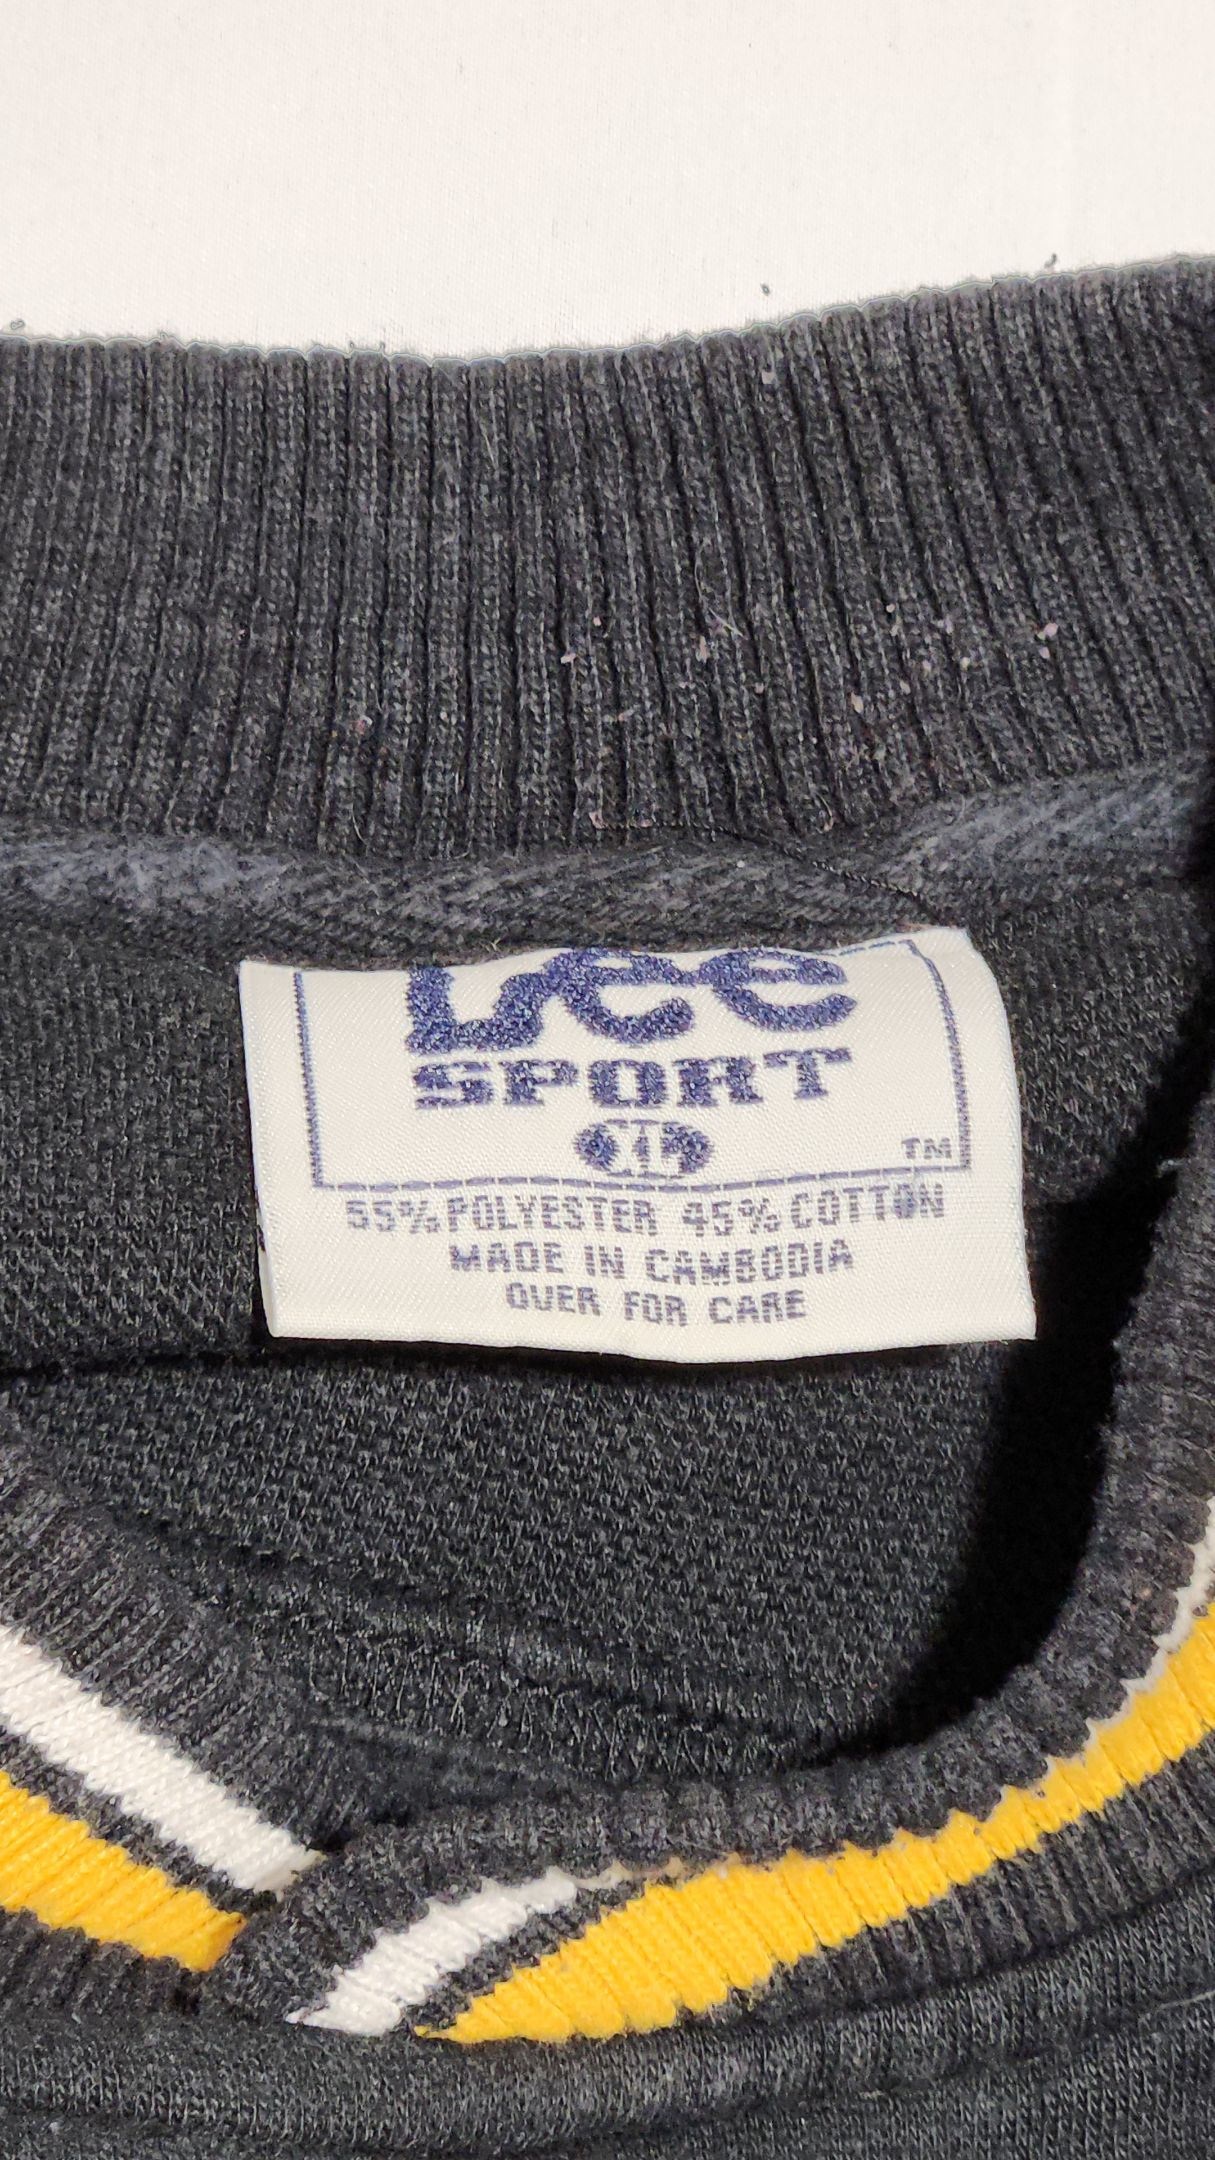 Lee
SPORT
TM
55% POLYESTER 45% COTTON
MADE IN CAMBODIA
OVER FOR CARE